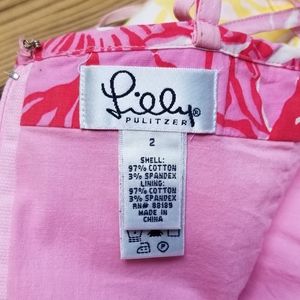 Lilly®
PULITZER
2
SHELL:
97% COTTON
3% SPANDEX
LINING:
97% COTTON
3% SPANDEX
RN# 88189
MADE IN
CHINA